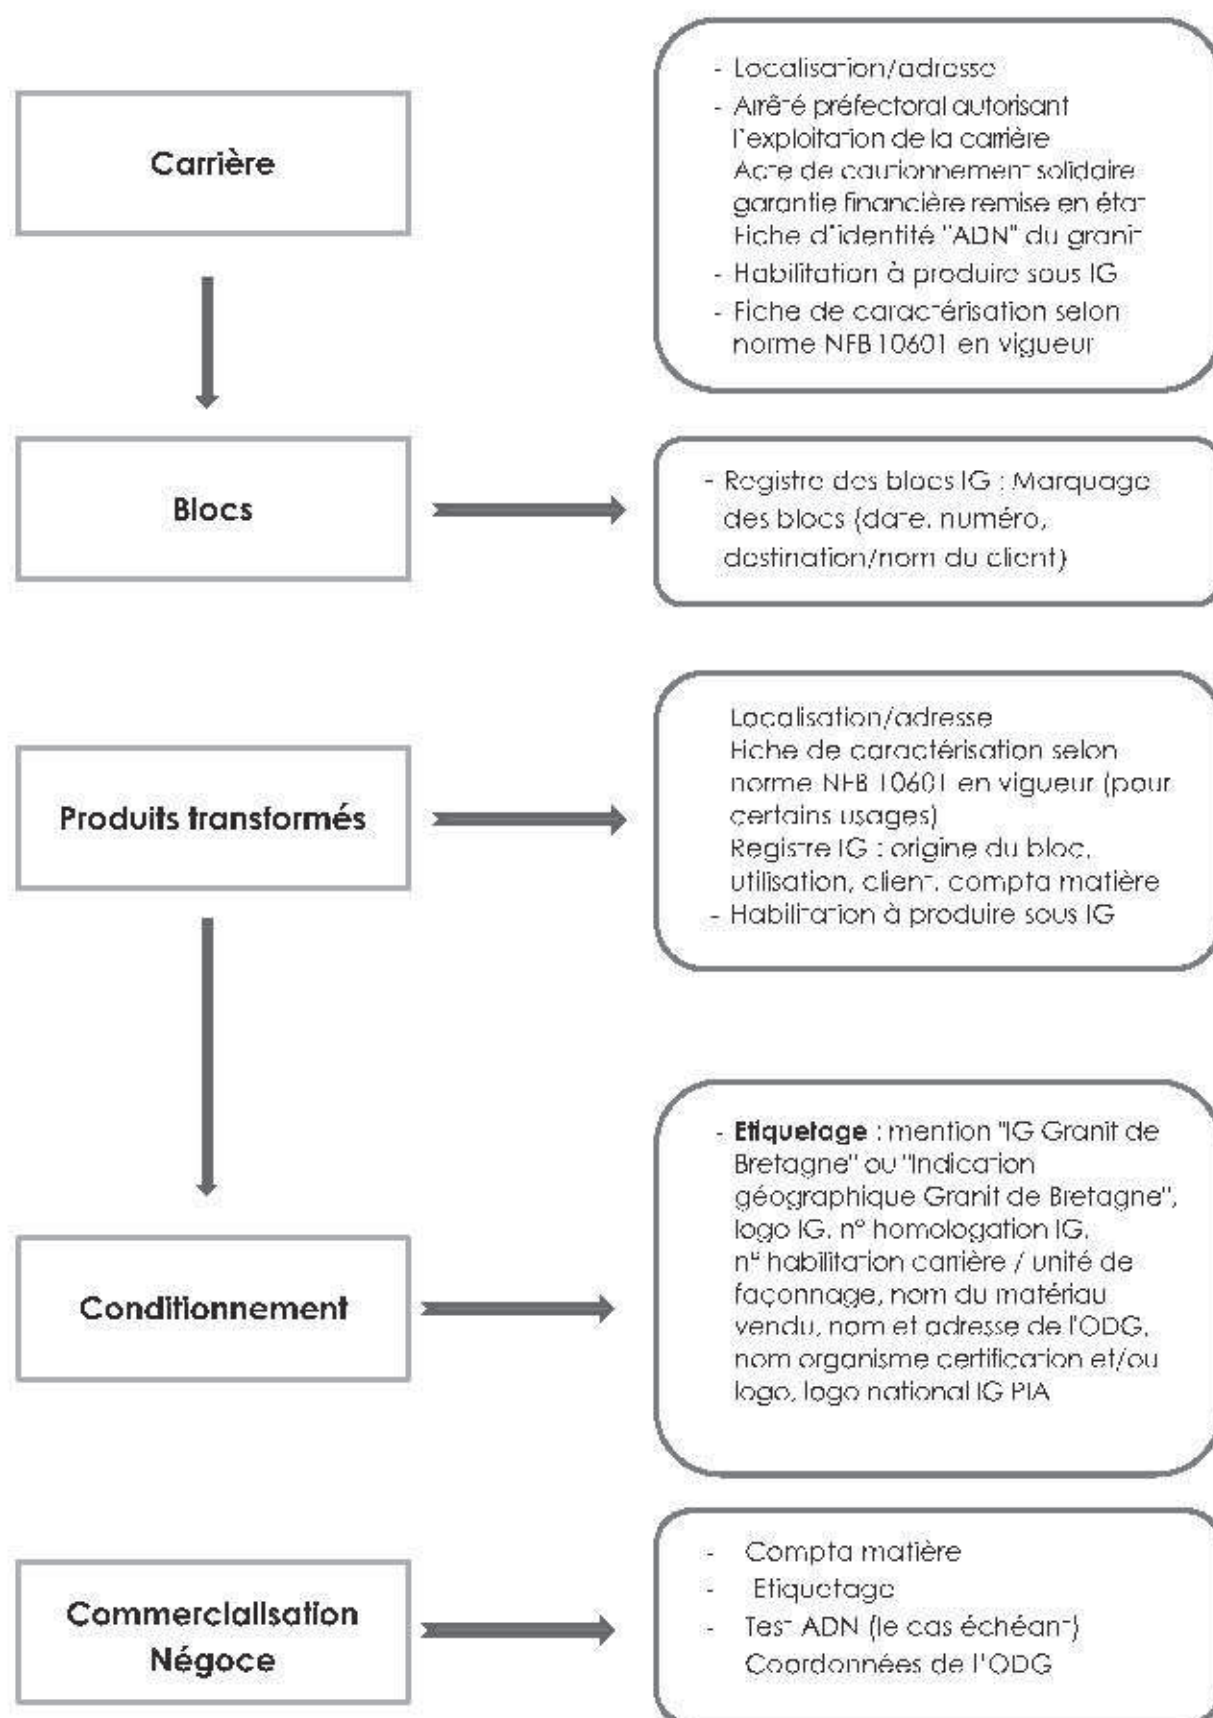 Carrière
- Localisation/adresse
- Arrêté préfectoral autorisant
l'exploitation de la carrière
Acte de cautionnement solidaire
garantie financière remise en état
Fiche d'identité "ADN" du granit
- Habilitation à produire sous IG
- Fiche de caractérisation selon
norme NFB10601 en vigueur
Blocs
- Registre des blocs IG : Marquage
des blocs (date, numéro,
destination/nom du client)
Produits transformés
Localisation/adresse
Fiche de caractérisation selon
norme NFB 10601 en vigueur (pour
certains usages)
Registre IG : origine du bloc,
utilisation, client, compta matière
- Habilitation à produire sous IG
Conditionnement
- Etiquetage : mention "IG Granit de
Bretagne" ou "Indication
géographique Granit de Bretagne",
logo IG, n° homologation IG,
n° habilitation carrière / unité de
façonnage, nom du matériau
vendu, nom et adresse de l'ODG,
nom organisme certification et/ou
logo, logo national IG PIA
Commercialisation
Négoce
- Compta matière
- Etiquetage
- Test ADN (le cas échéant)
Coordonnées de l'ODG